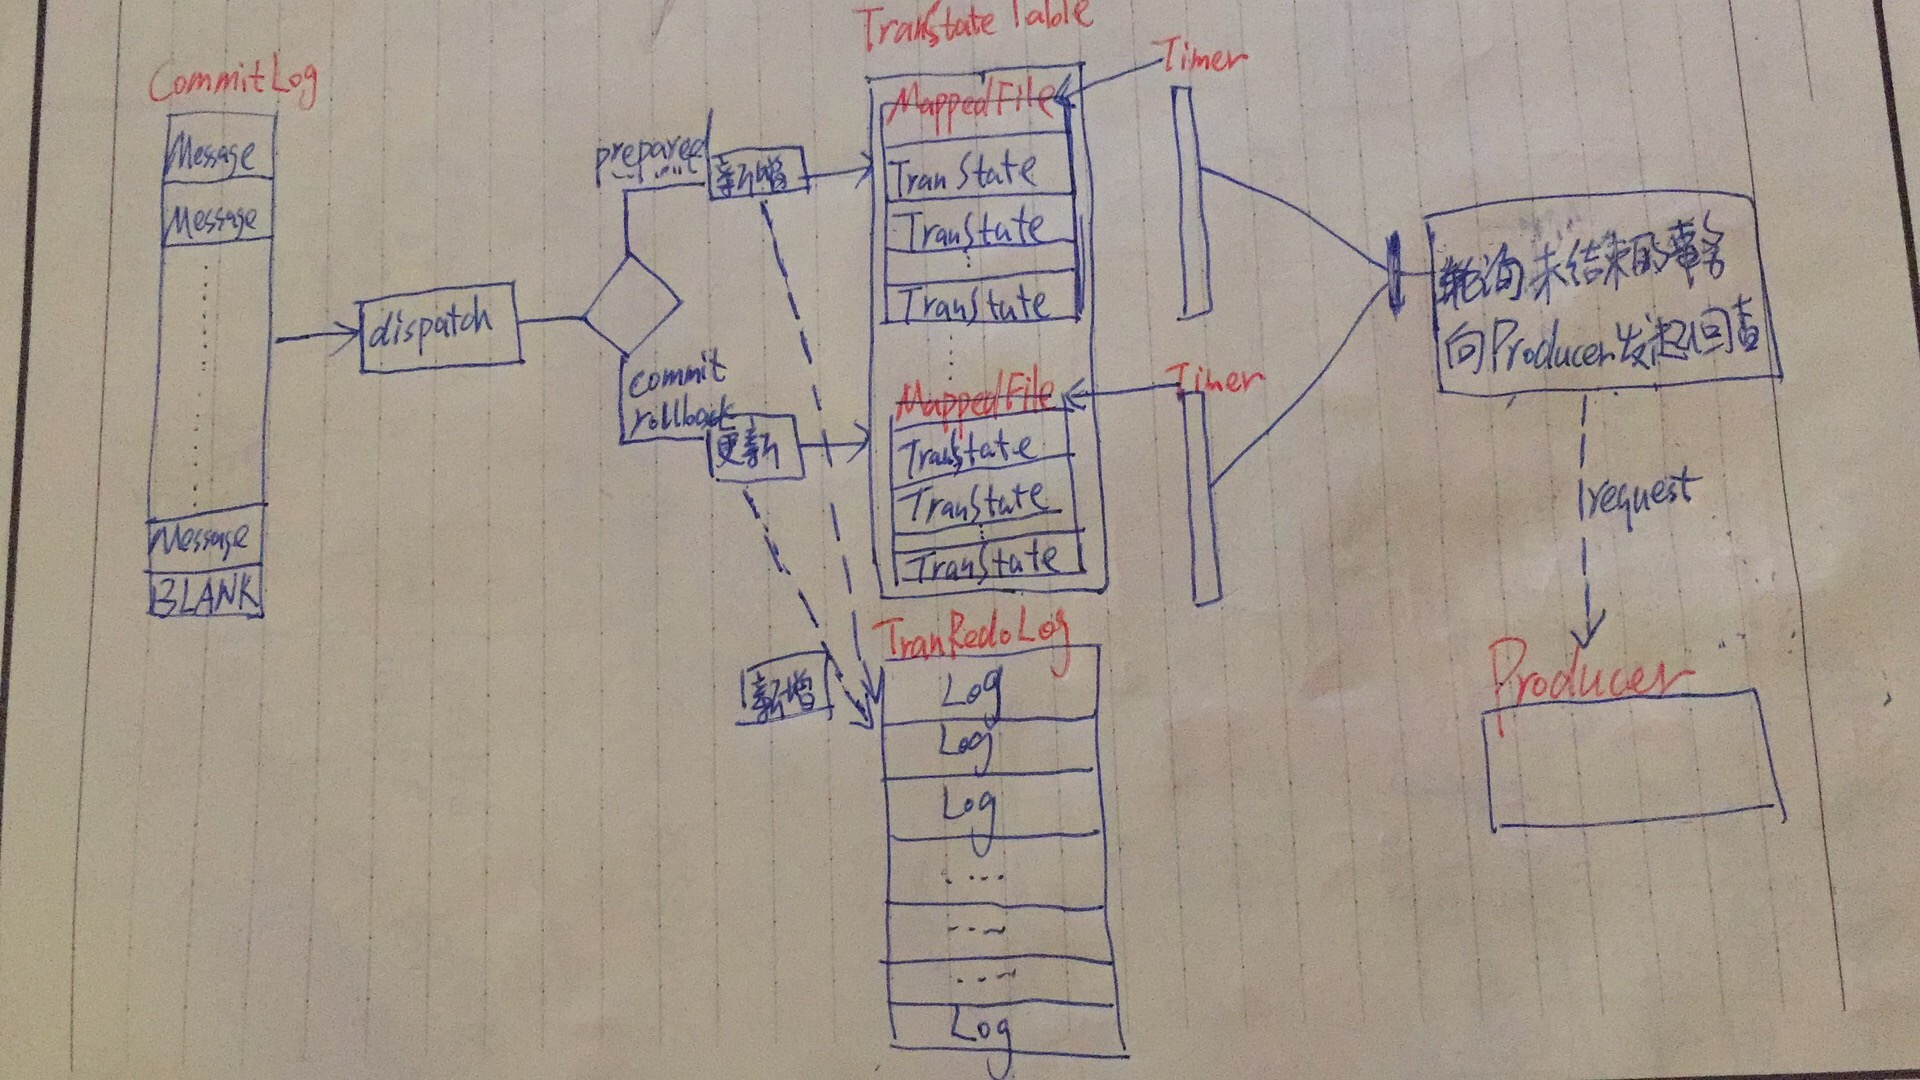 CommitLog
Message
Message
Message
BLANK
dispatch
prepared
新增
commit
rollback
更新
新增
TranStateTable
MappedFile
TranState
TranState
TranState
MappedFile
TranState
TranState
TranState
TranRedoLog
Log
Log
Log
Log
Timer
Timer
轮询未结束的事务
向Producer发起回查
request
Producer